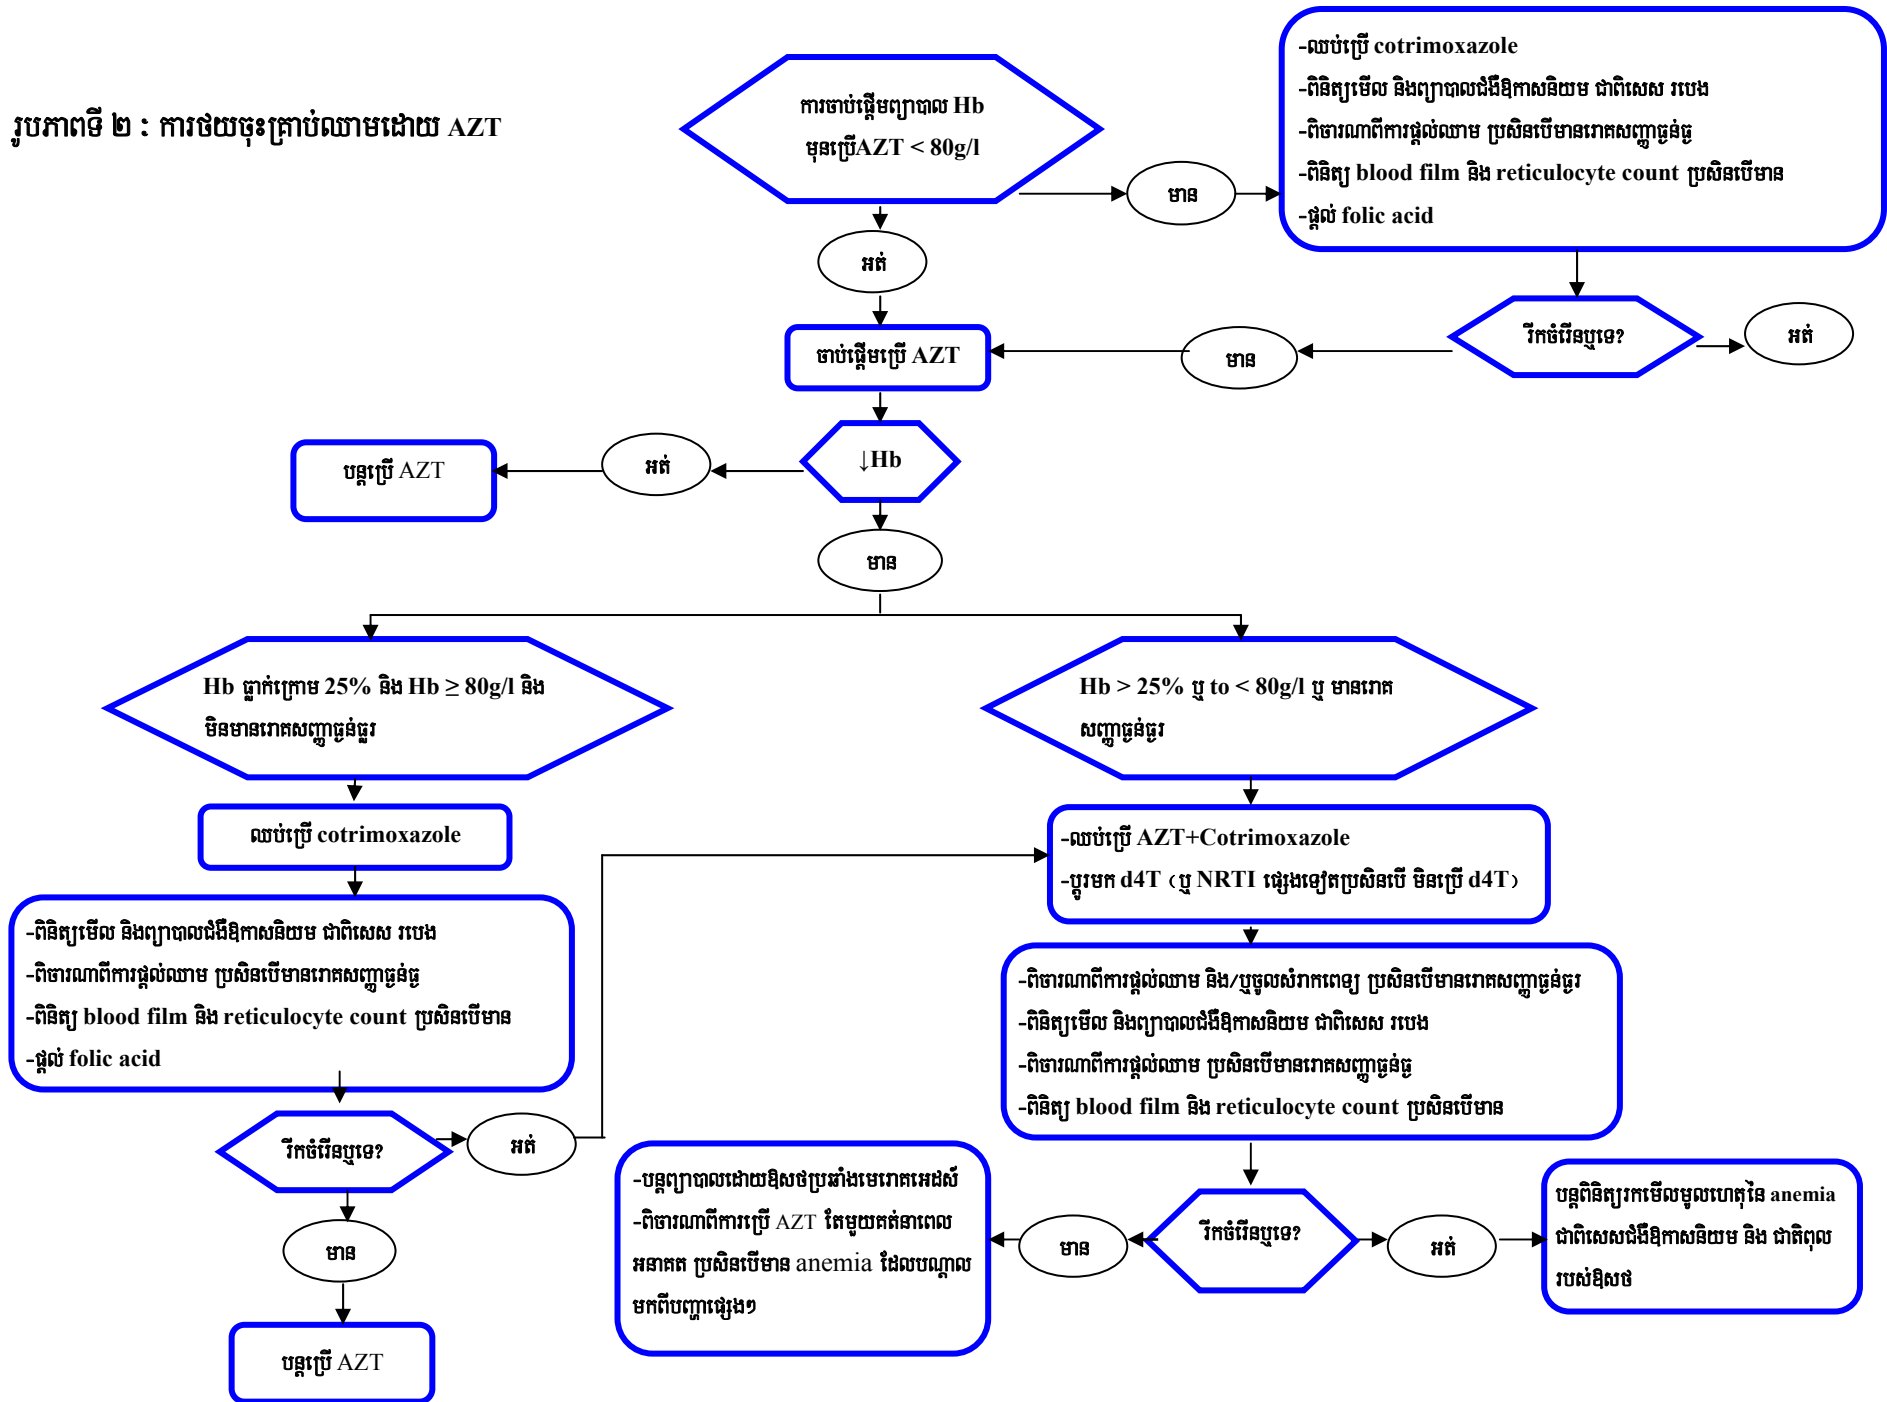 រូបភាពទី ២ : ការថយចុះគ្រាប់ឈាមដោយ AZT
ការចាប់ផ្តើមព្យាបាល Hb
មុនប្រើAZT < 80g/l
មាន
-ឈប់ប្រើ cotrimoxazole
-ពិនិត្យមើល និងព្យាបាលជំងឺឱកាសនិយម ជាពិសេស របេង
-ពិចារណាពីការផ្តល់ឈាម ប្រសិនបើមានរោគសញ្ញាធ្ងន់ធ្ង
-ពិនិត្យ blood film និង reticulocyte count ប្រសិនបើមាន
-ផ្តល់ folic acid
អត់
ចាប់ផ្តើមប្រើ AZT
មាន
រីកចំរើនឬទេ?
អត់
បន្តប្រើ AZT
អត់
↓Hb
មាន
Hb ធ្លាក់ក្រោម 25% និង Hb ≥ 80g/l និង
មិនមានរោគសញ្ញាធ្ងន់ធ្ងរ
Hb > 25% ឬ to < 80g/l ឬ មានរោគ
សញ្ញាធ្ងន់ធ្ងរ
ឈប់ប្រើ cotrimoxazole
-ឈប់ប្រើ AZT+Cotrimoxazole
-ប្តូរមក d4T (ឬ NRTI ផ្សេងទៀតប្រសិនបើ មិនប្រើ d4T)
-ពិនិត្យមើល និងព្យាបាលជំងឺឱកាសនិយម ជាពិសេស របេង
-ពិចារណាពីការផ្តល់ឈាម ប្រសិនបើមានរោគសញ្ញាធ្ងន់ធ្ង
-ពិនិត្យ blood film និង reticulocyte count ប្រសិនបើមាន
-ផ្តល់ folic acid
-ពិចារណាពីការផ្តល់ឈាម និង/ឬចូលសំរាកពេទ្យ ប្រសិនបើមានរោគសញ្ញាធ្ងន់ធ្ងរ
-ពិនិត្យមើល និងព្យាបាលជំងឺឱកាសនិយម ជាពិសេស របេង
-ពិចារណាពីការផ្តល់ឈាម ប្រសិនបើមានរោគសញ្ញាធ្ងន់ធ្ង
-ពិនិត្យ blood film និង reticulocyte count ប្រសិនបើមាន
រីកចំរើនឬទេ?
អត់
មាន
បន្តប្រើ AZT
-បន្តព្យាបាលដោយឱសថប្រឆាំងមេរោគអេដស៍
-ពិចារណាពីការប្រើ AZT តែមួយគត់នាពេល
អនាគត ប្រសិនបើមាន anemia ដែលបណ្តាល
មកពីបញ្ហាផ្សេងៗ
មាន
រីកចំរើនឬទេ?
អត់
បន្តពិនិត្យរកមើលមូលហេតុនៃ anemia
ជាពិសេសជំងឺឱកាសនិយម និង ជាតិពុល
របស់ឱសថ